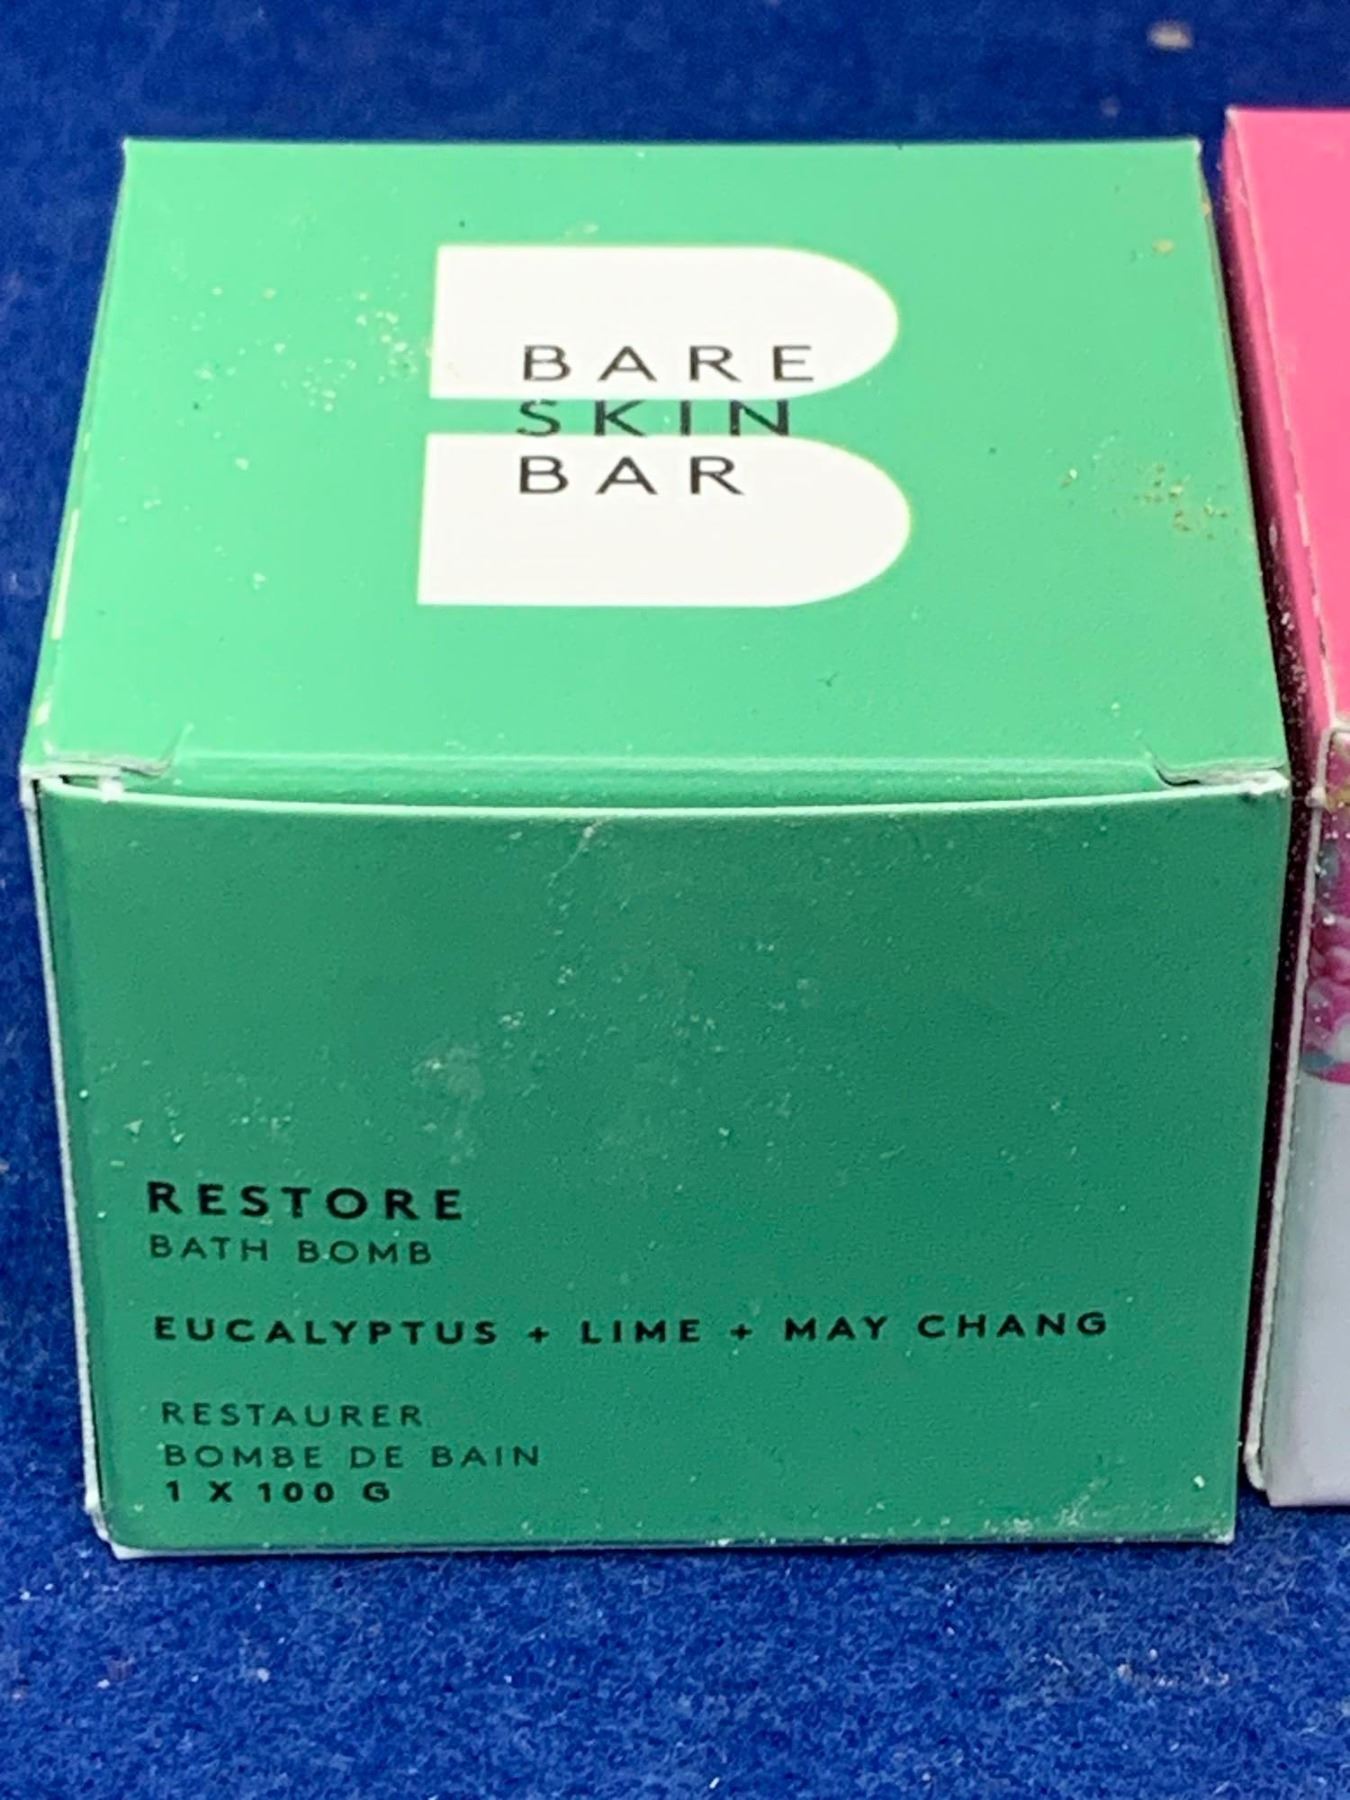 BARE
SKIN
BAR
RESTORE
BATH BOMB
EUCALYPTUS + LIME + MAY CHANG
RESTAURER
BOMBE DE BAIN
1 X 100 G